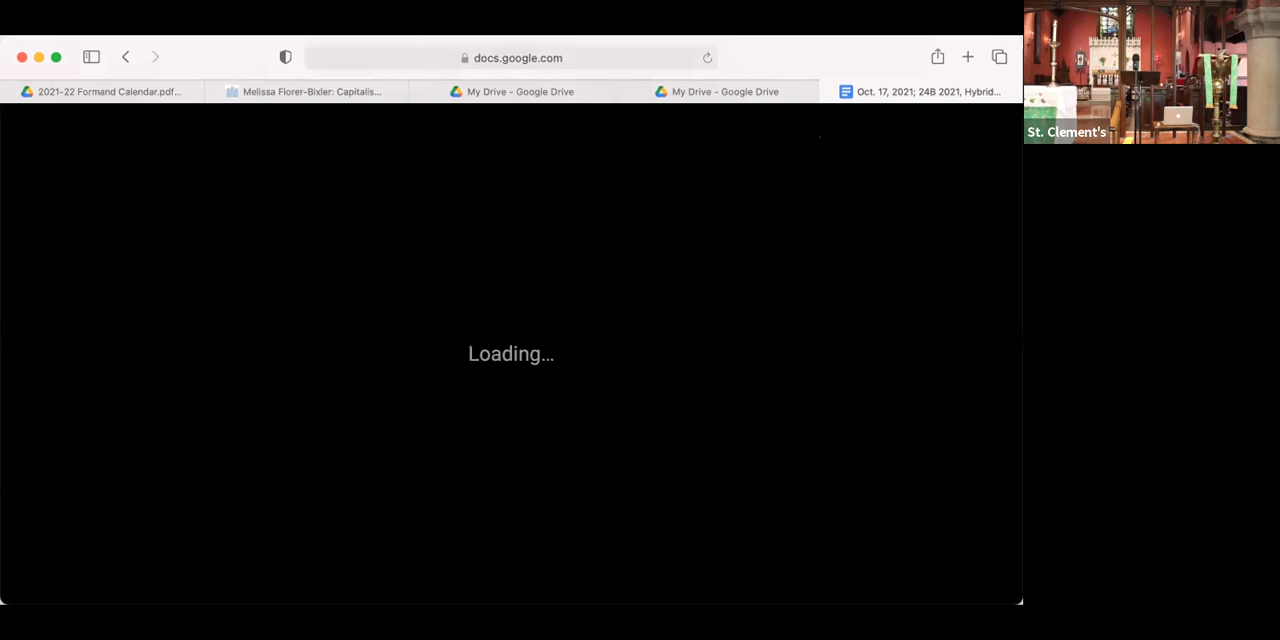 docs.google.com
2021-22 Formand Calendar.pdf...
Melissa Florer-Bixler: Capitalis...
My Drive - Google Drive
My Drive - Google Drive
Oct. 17, 2021; 24B 2021, Hybrid...
St. Clement's
Loading...